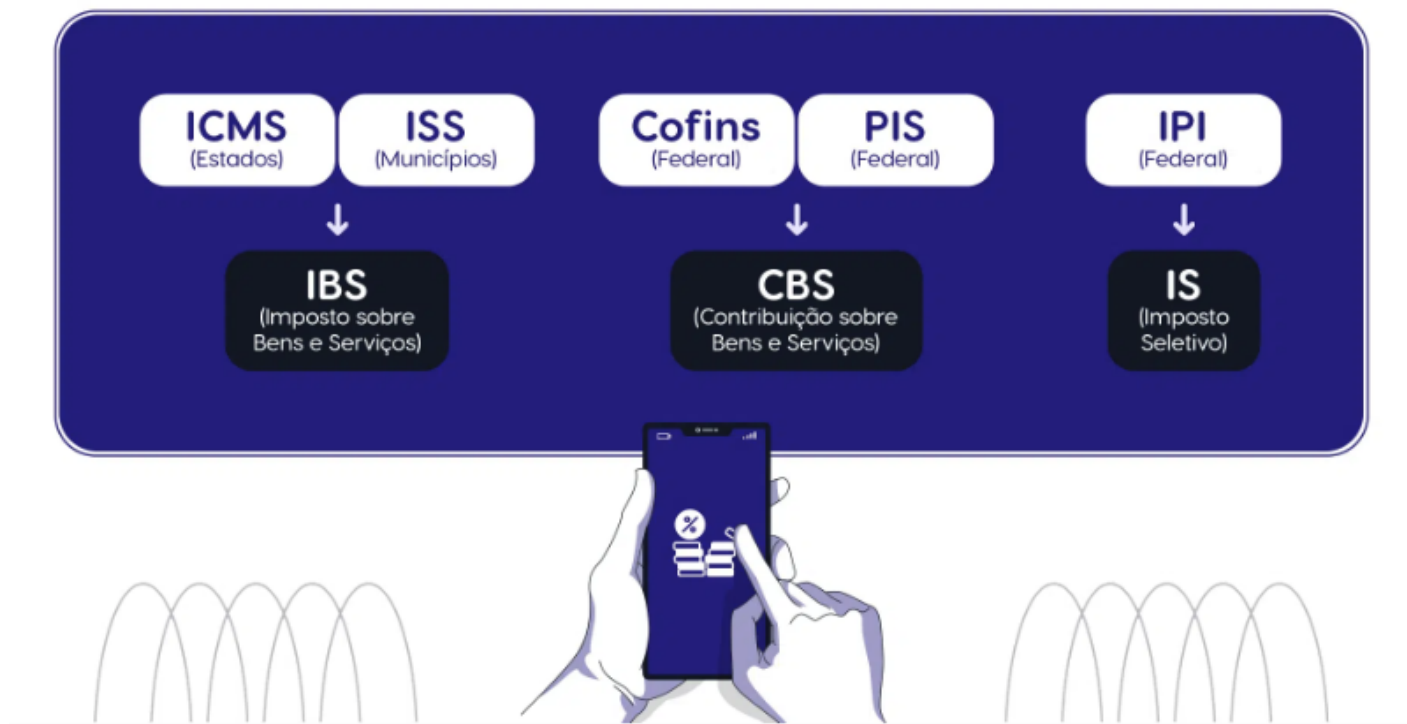 ICMS
(Estados)
ISS
(Municípios)
Cofins
(Federal)
PIS
(Federal)
IPI
(Federal)
IBS
(Imposto sobre
Bens e Serviços)
CBS
(Contribuição sobre
Bens e Serviços)
IS
(Imposto
Seletivo)
%